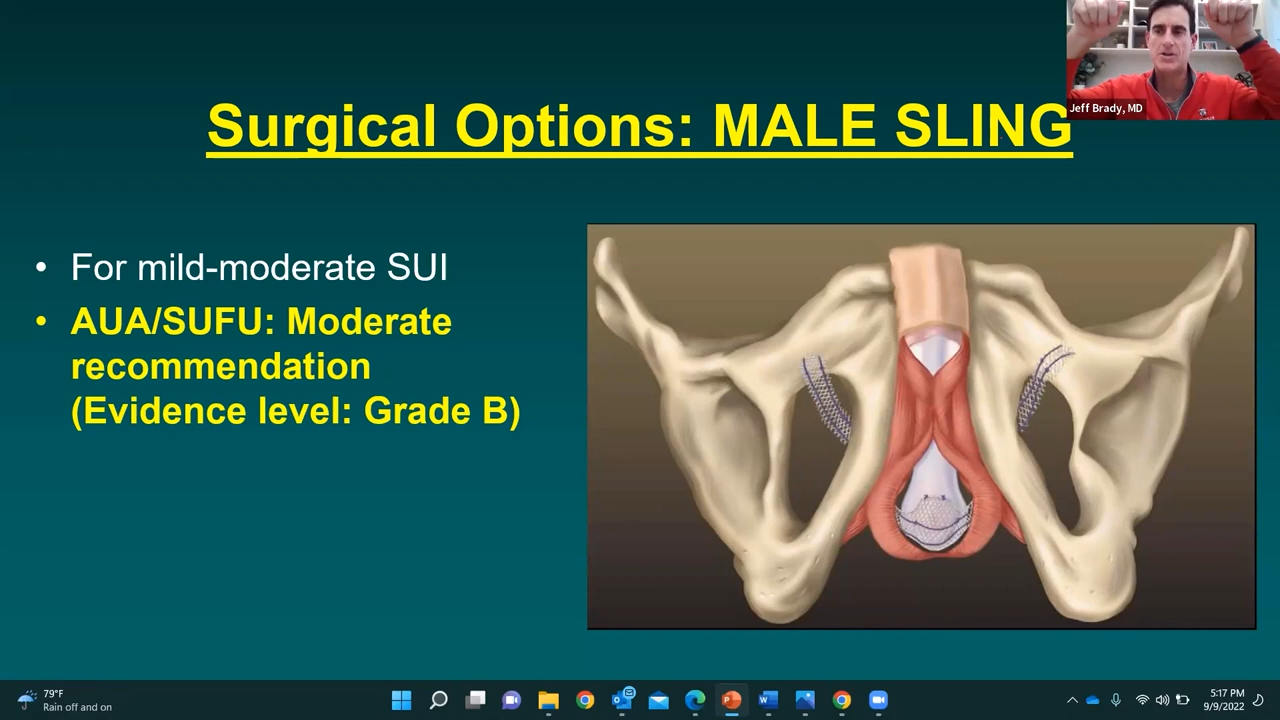 Jeff Brady, MD
Surgical Options: MALE SLING
• For mild-moderate SUI
• AUA/SUFU: Moderate
recommendation
(Evidence level: Grade B)
79°F
Rain off and on
5:17 PM
9/9/2022